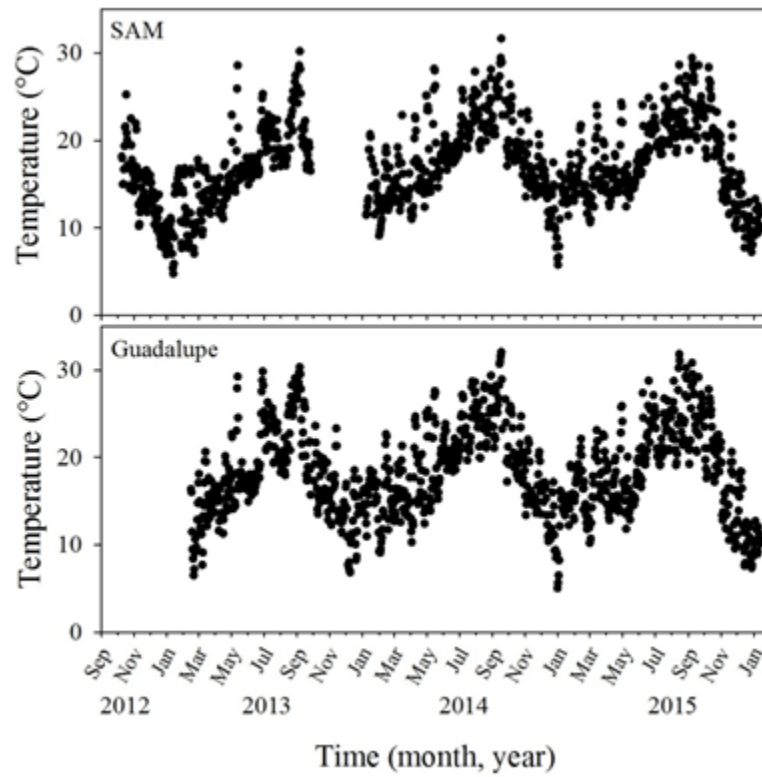 SAM
30
20
10
0
Temperature (°C)
Guadalupe
30
20
10
0
Temperature (°C)
Sep Nov Jan Mar May Jul Sep Nov Jan Mar May Jul Sep Nov Jan Mar May Jul Sep Nov Jan
2012 2013 2014 2015
Time (month, year)